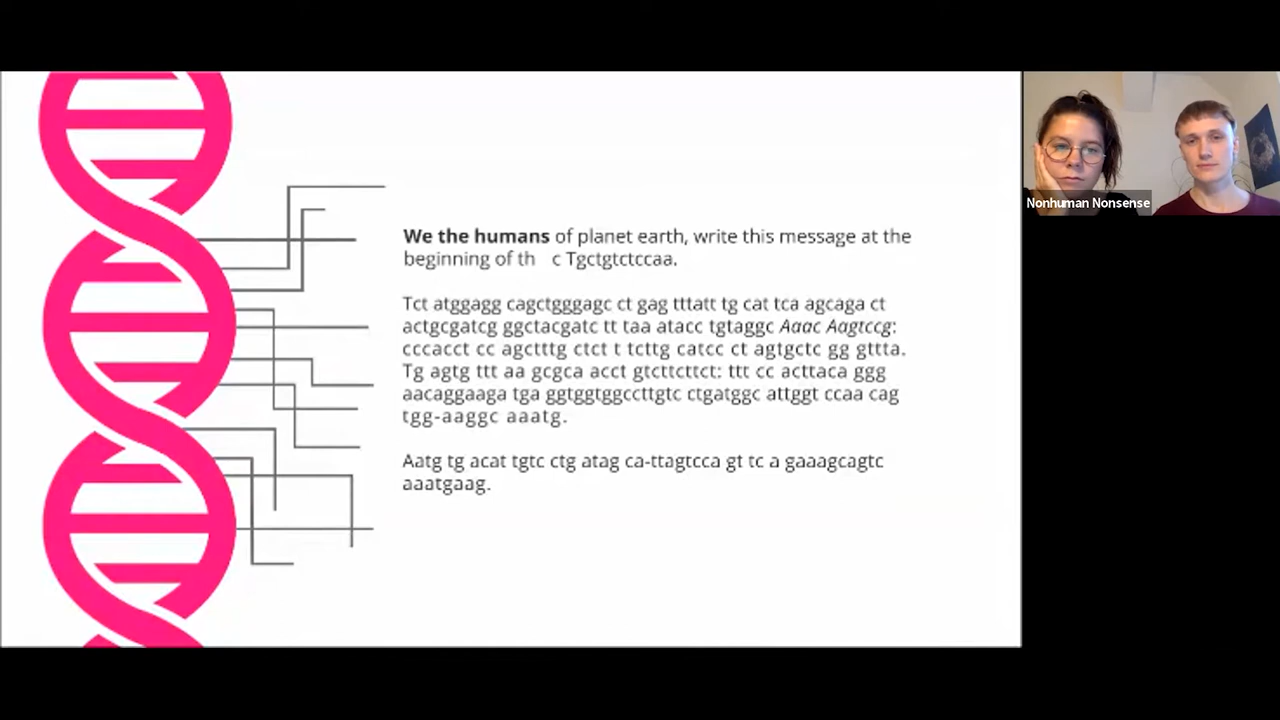 We the humans of planet earth, write this message at the
beginning of th c Tgctgtctccaa.
Tct atggagg cagctgggagc ct gag tttatt tg cat tca agcaga ct
actgcgatcg ggctacgatc tt taa atacc tgtaggc Aaac Aagtccg:
cccacct cc agctttg ctct t tcttg catcc ct agtgctc gg gttta.
Tg agtg ttt aa gcgca acct gtcttcttct: ttt cc acttaca ggg
aacaggaaga tga ggtggtggccttgtc ctgatggc attggt ccaa cag
tgg-aaggc aaatg.
Aatg tg acat tgtc ctg atag ca-ttagtcca gt tc a gaaagcagtc
aaatgaag.
Nonhuman Nonsense